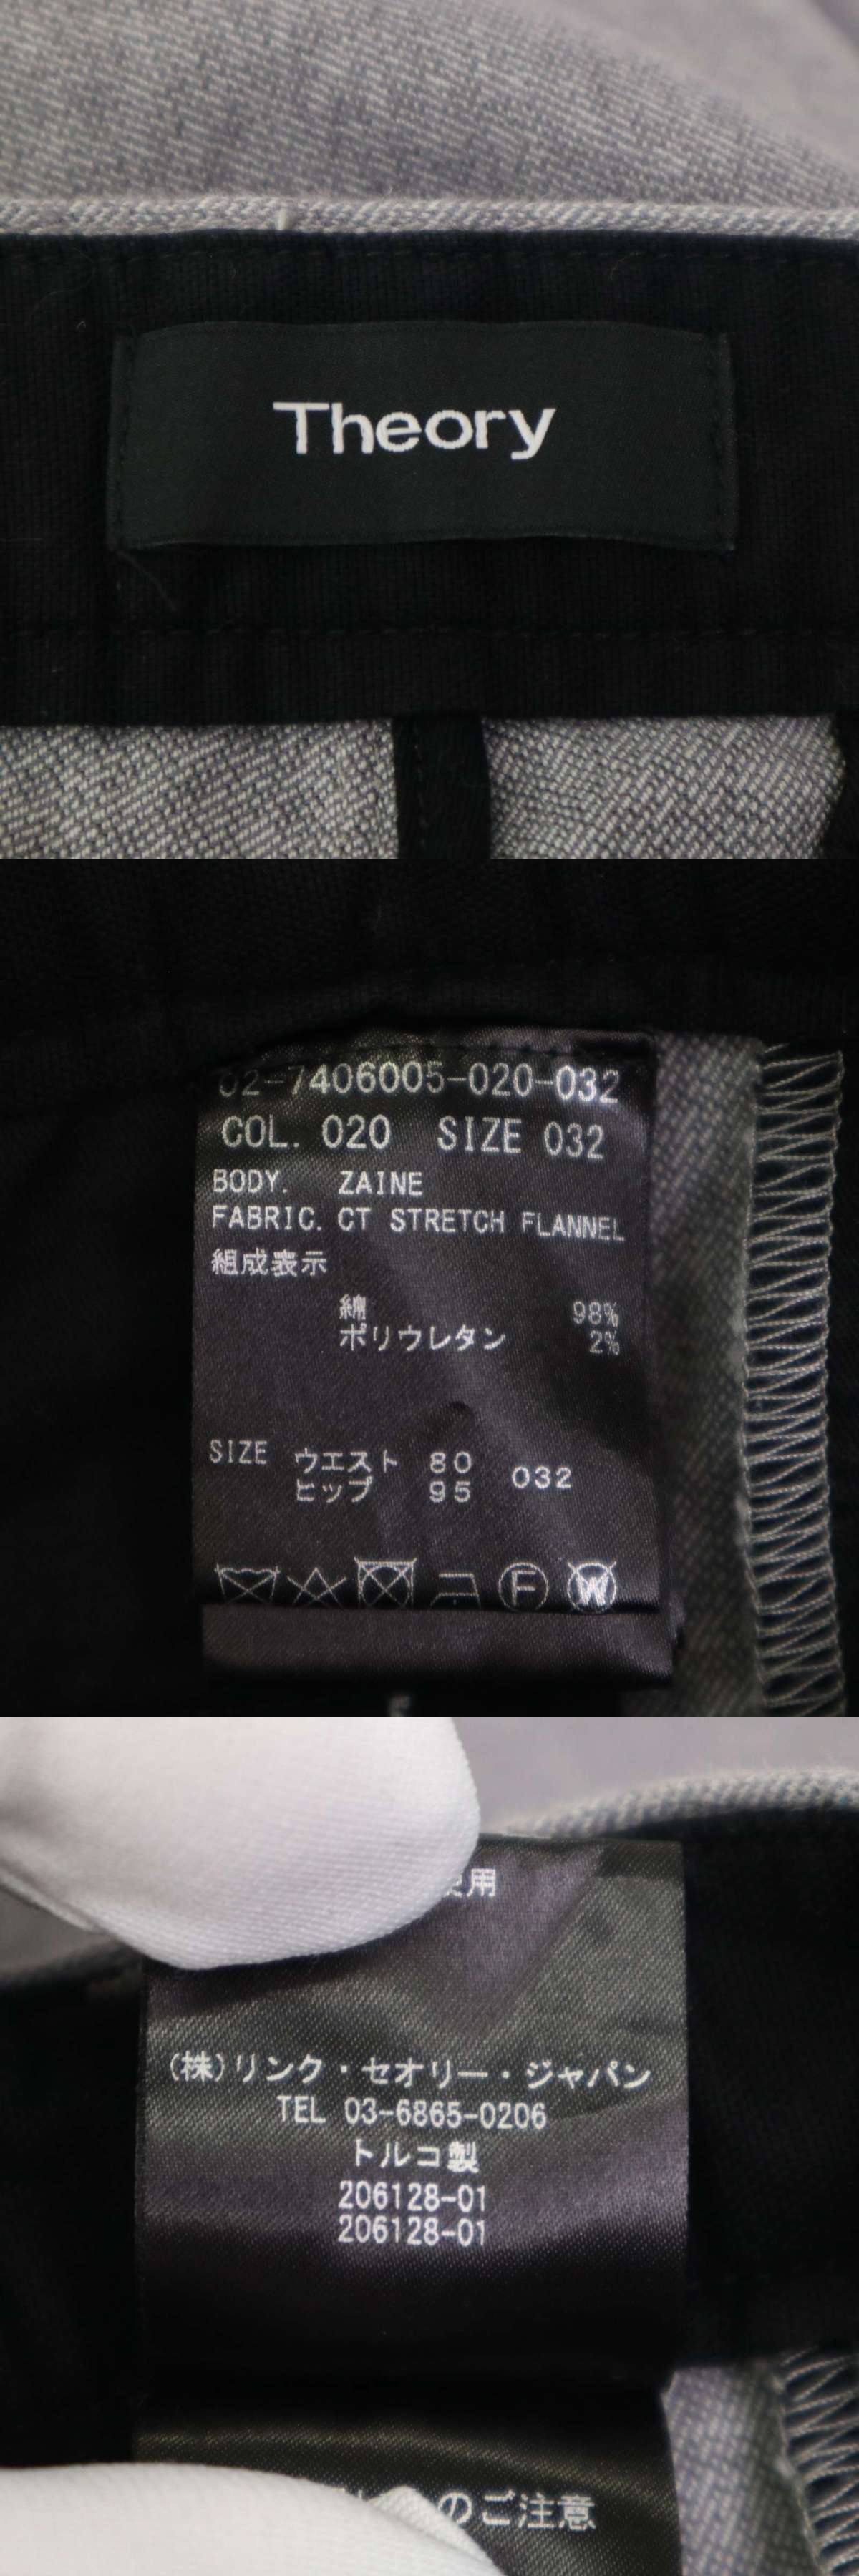 Theory
02-7406005-020-032
COL. 020 SIZE 032
BODY. ZAINE
FABRIC. CT STRETCH FLANNEL
組成表示
綿 98%
ポリウレタン 2%
SIZE ウエスト 80 032
ヒップ 95
F W
使用
(株)リンク・セオリー・ジャパン
TEL 03-6865-0206
トルコ製
206128-01
206128-01
のご注意